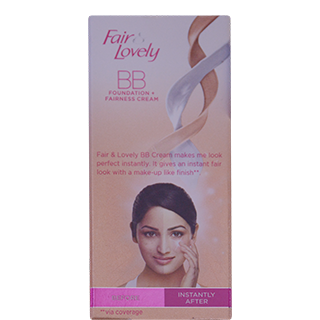 Fair &
Lovely
BB
FOUNDATION +
FAIRNESS CREAM
Fair & Lovely BB Cream makes me look
perfect instantly. It gives an instant fair
look with a make-up like finish**
INSTANTLY
AFTER
** via coverage